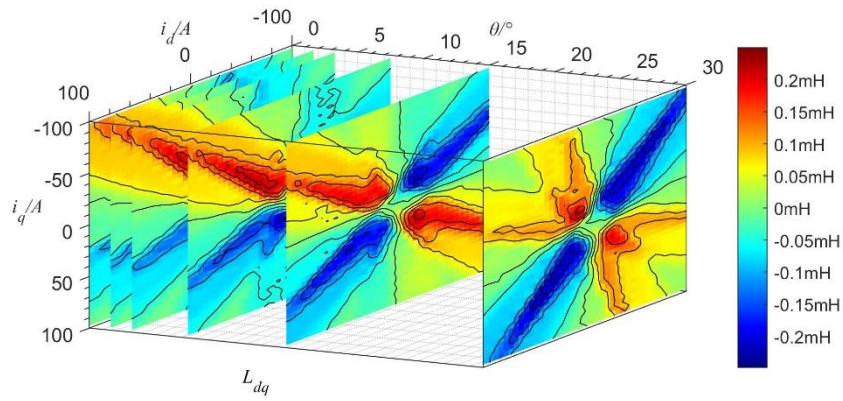 i_d/A
-100
0
100
θ/°
0
5
10
15
20
25
30
i_q/A
-100
-50
0
50
100
L_dq
0.2mH
0.15mH
0.1mH
0.05mH
0mH
-0.05mH
-0.1mH
-0.15mH
-0.2mH